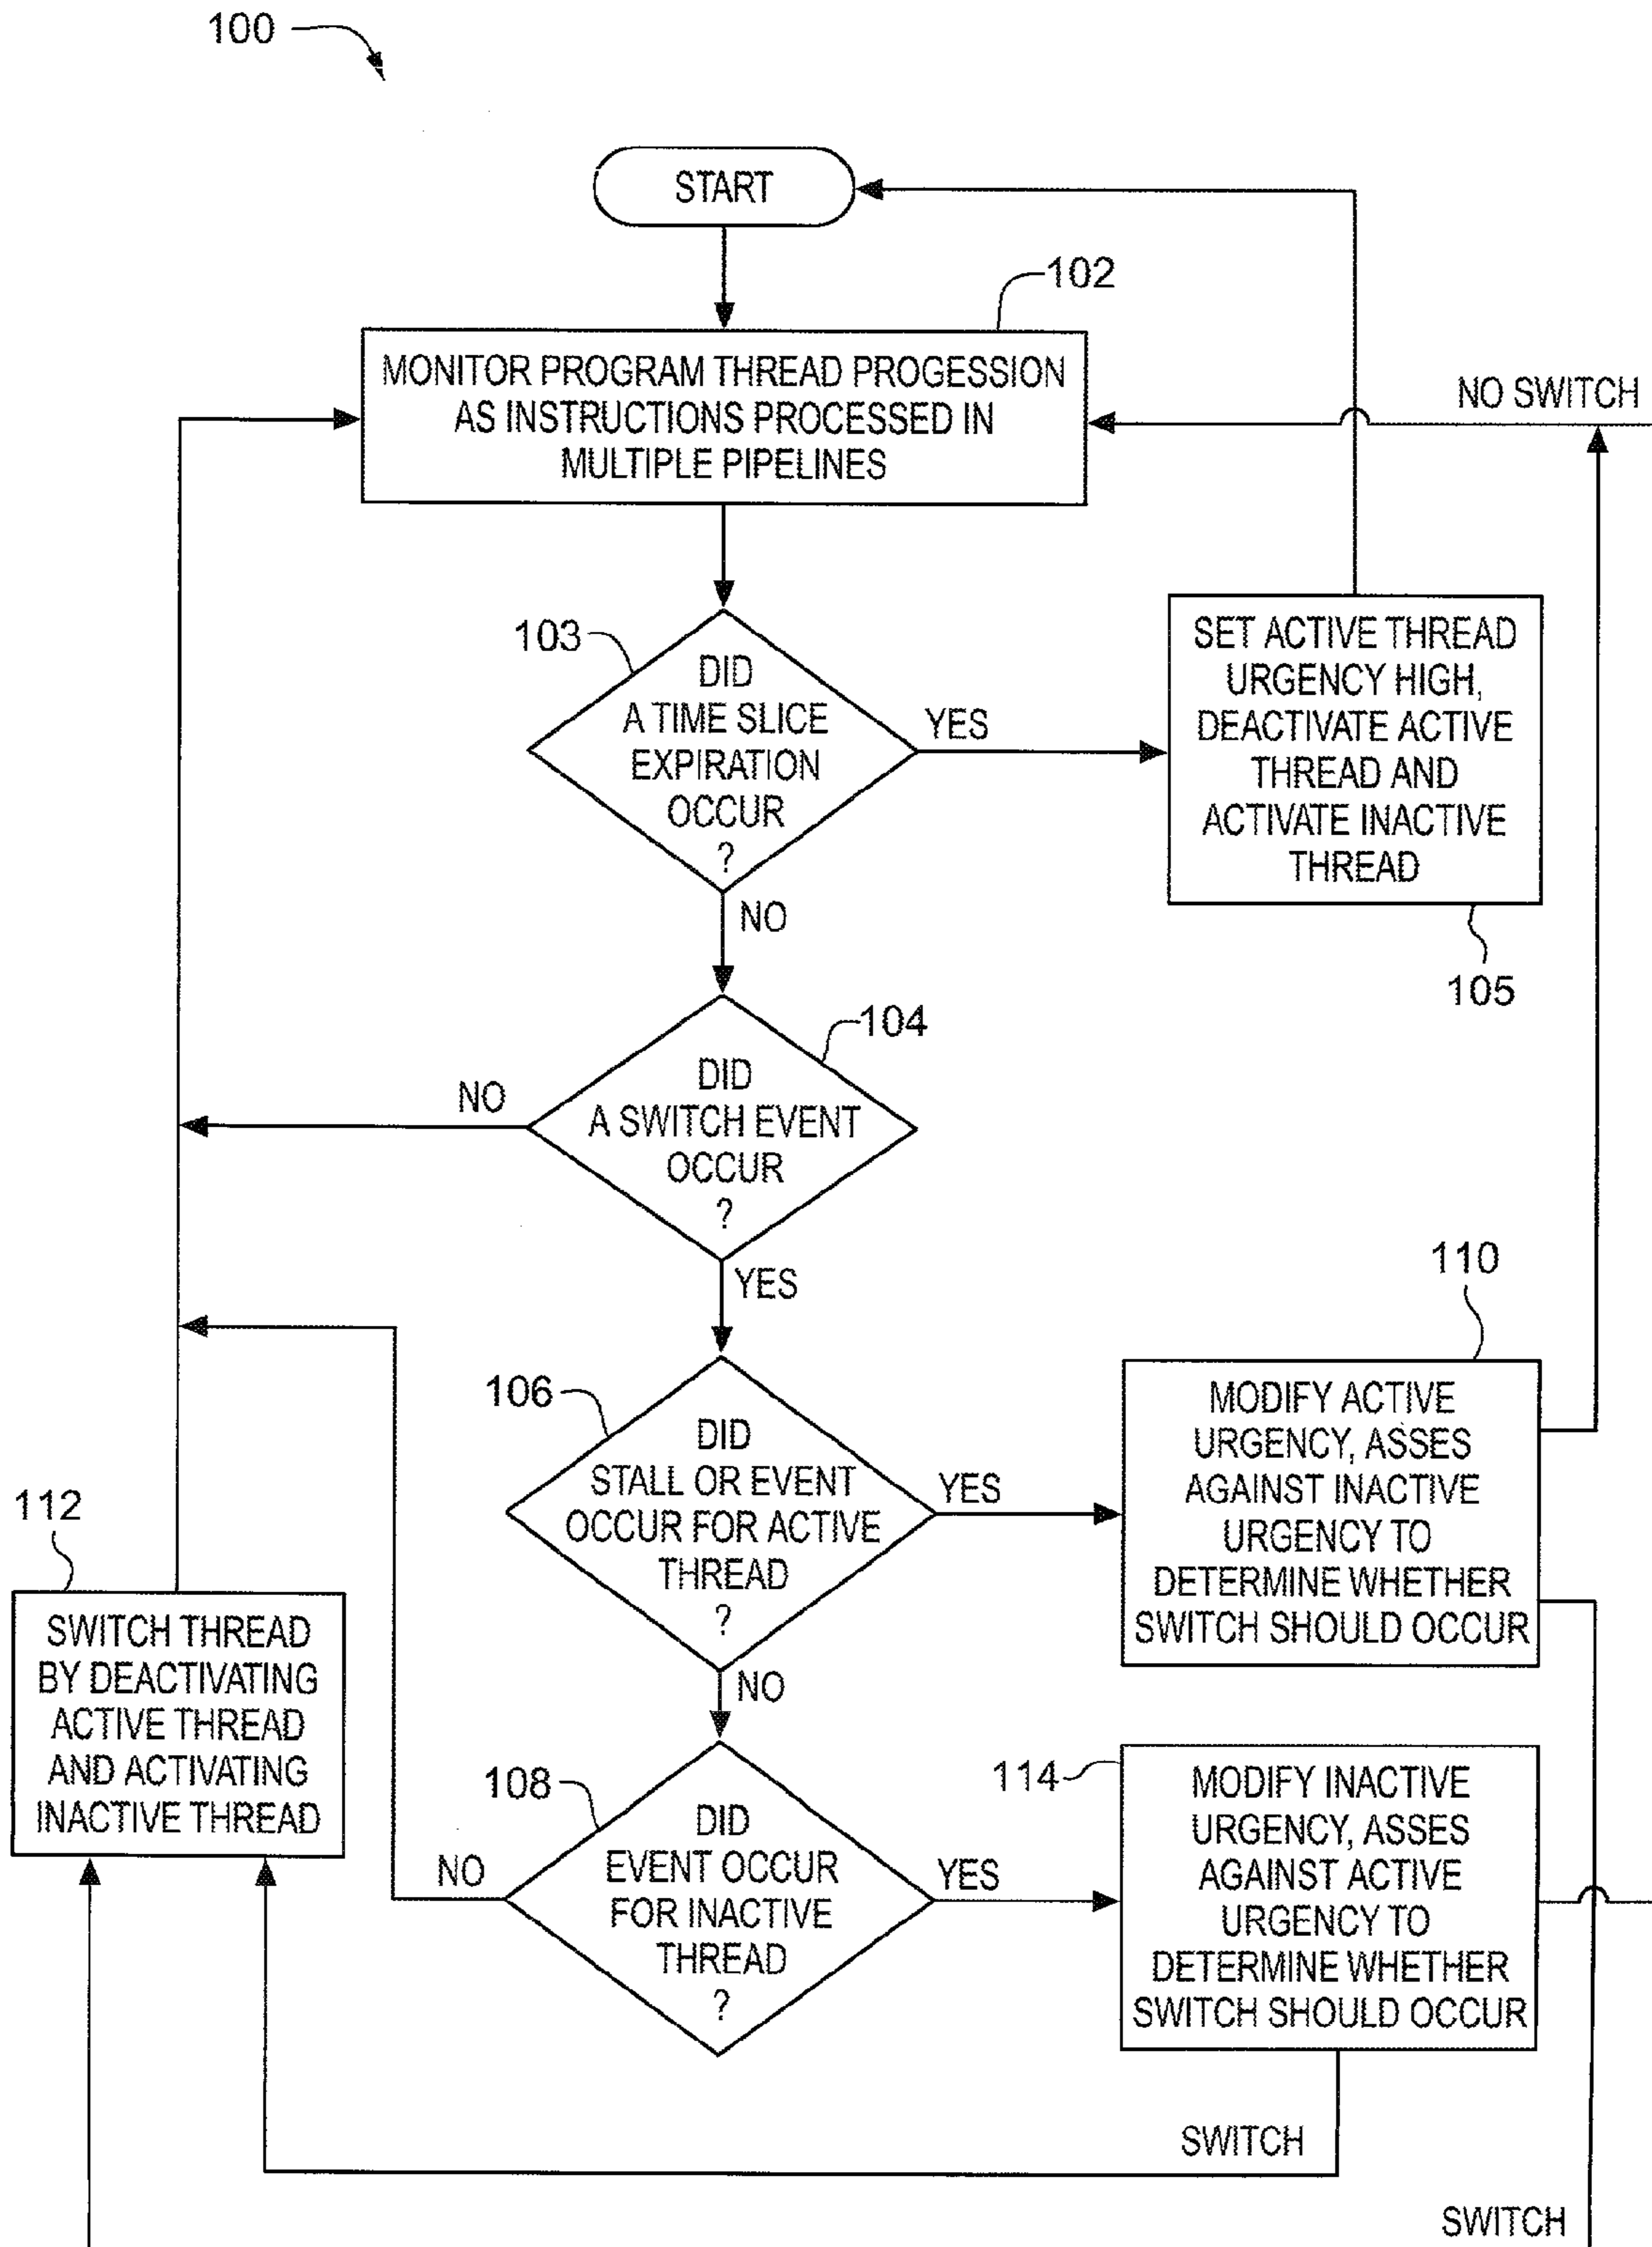 100
START
102
MONITOR PROGRAM THREAD PROGESSION
AS INSTRUCTIONS PROCESSED IN
MULTIPLE PIPELINES
NO SWITCH
103
DID
A TIME SLICE
EXPIRATION
OCCUR
?
YES
NO
SET ACTIVE THREAD
URGENCY HIGH,
DEACTIVATE ACTIVE
THREAD AND
ACTIVATE INACTIVE
THREAD
105
104
DID
A SWITCH EVENT
OCCUR
?
NO
YES
106
DID
STALL OR EVENT
OCCUR FOR ACTIVE
THREAD
?
YES
NO
110
MODIFY ACTIVE
URGENCY, ASSES
AGAINST INACTIVE
URGENCY TO
DETERMINE WHETHER
SWITCH SHOULD OCCUR
112
SWITCH THREAD
BY DEACTIVATING
ACTIVE THREAD
AND ACTIVATING
INACTIVE THREAD
108
DID
EVENT OCCUR
FOR INACTIVE
THREAD
?
NO
YES
114
MODIFY INACTIVE
URGENCY, ASSES
AGAINST ACTIVE
URGENCY TO
DETERMINE WHETHER
SWITCH SHOULD OCCUR
SWITCH
SWITCH